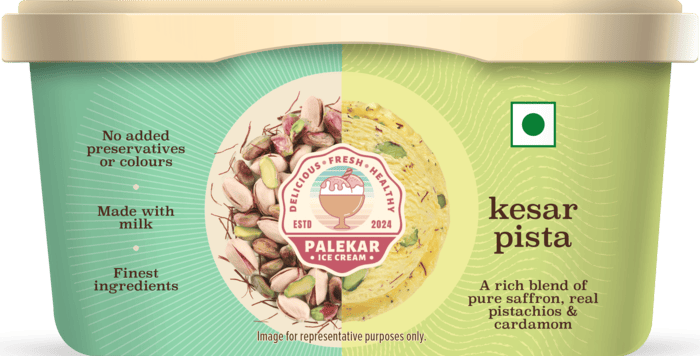 No added
preservatives
or colours
Made with
milk
Finest
ingredients
DELICIOUS • FRESH • HEALTHY
ESTD 2024
PALEKAR
• ICE CREAM •
Image for representative purposes only.
kesar
pista
A rich blend of
pure saffron, real
pistachios &
cardamom